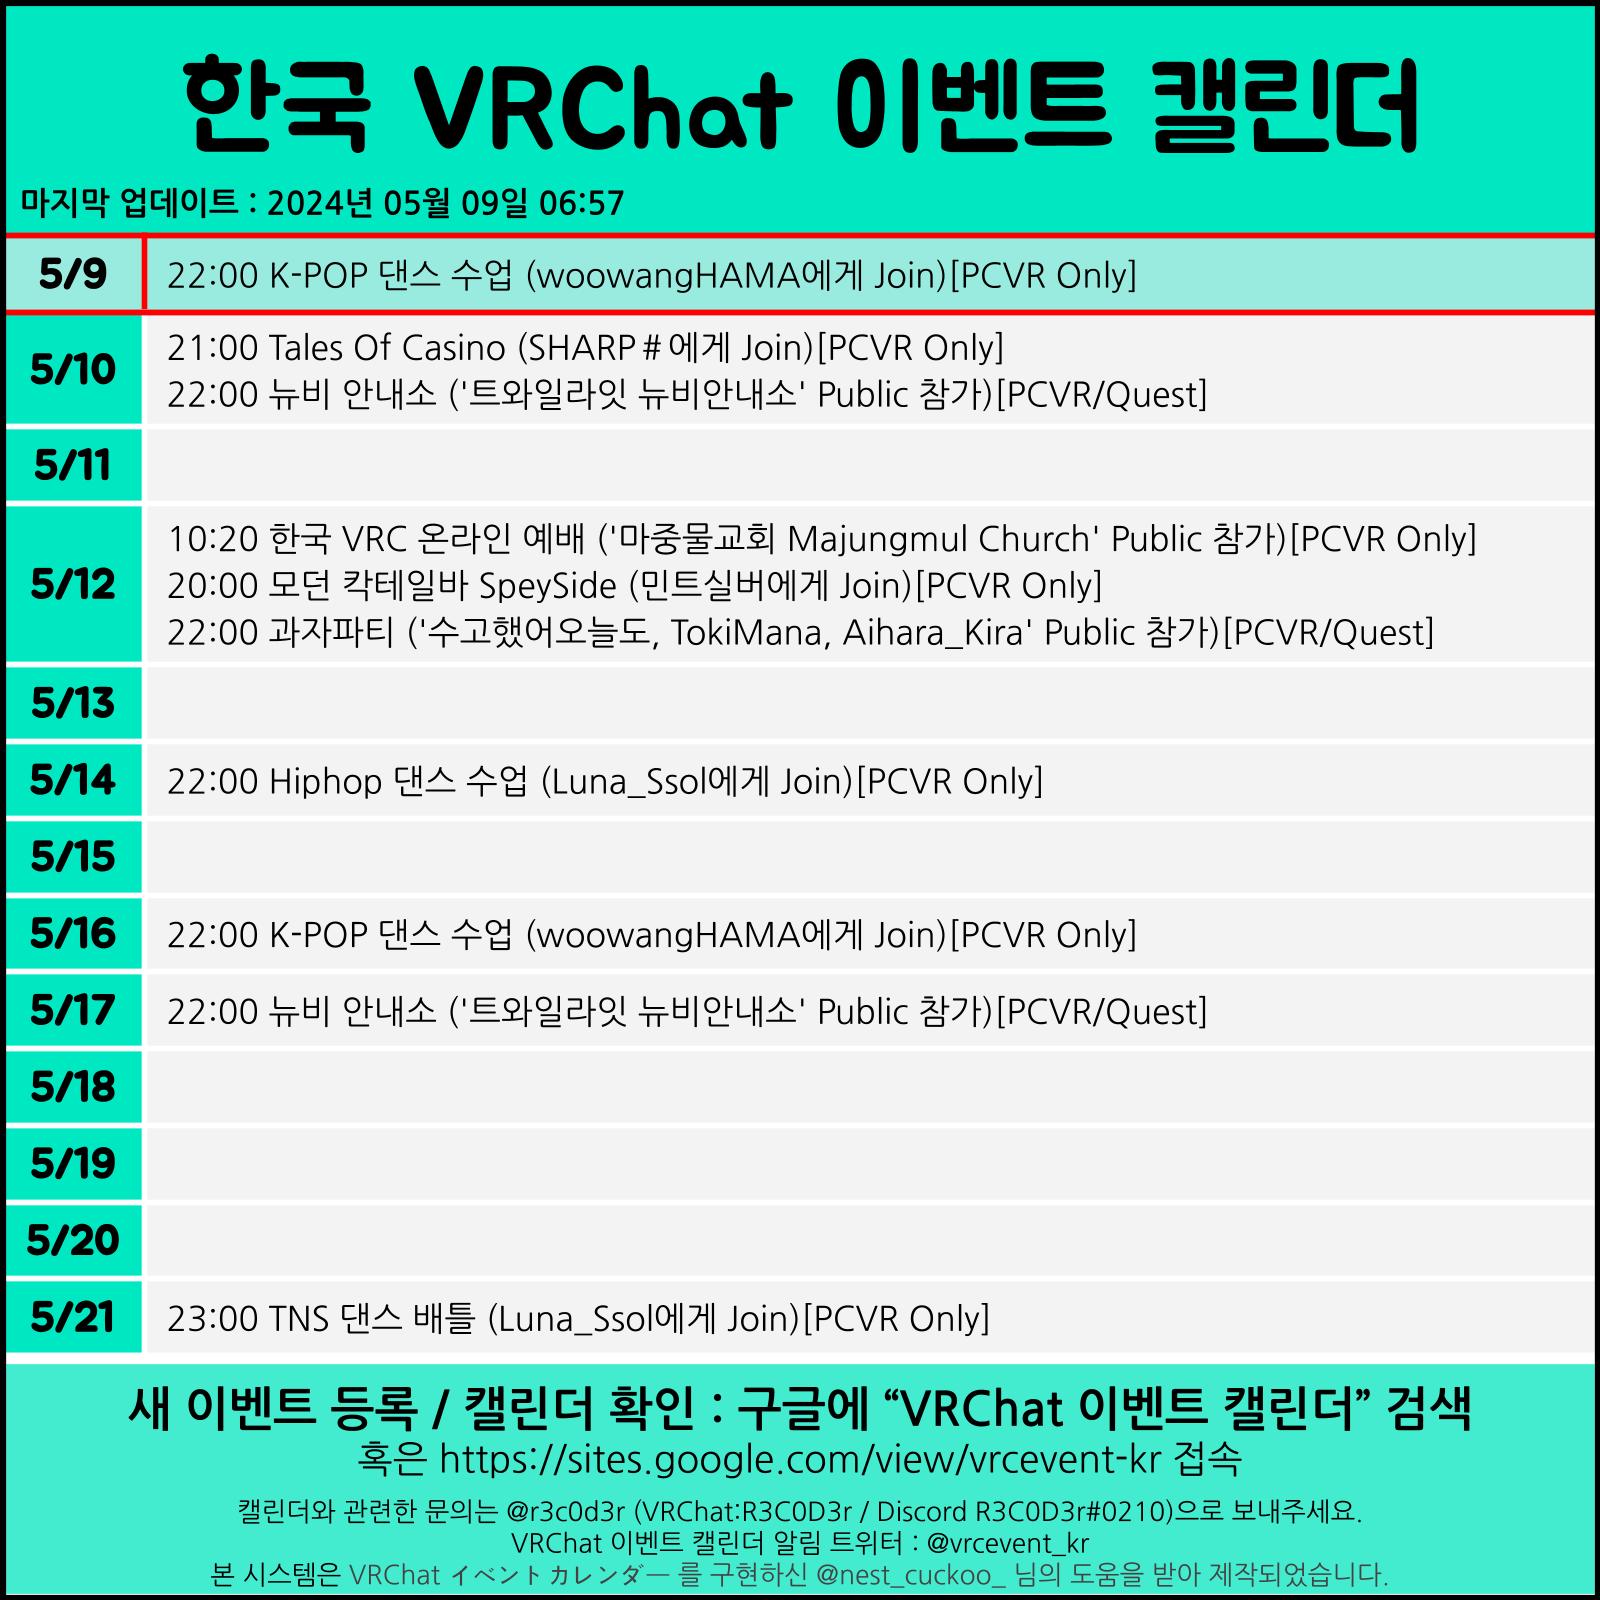 한국 VRChat 이벤트 캘린더
마지막 업데이트 : 2024년 05월 09일 06:57
5/9
22:00 K-POP 댄스 수업 (woowangHAMA에게 Join)[PCVR Only]
5/10
21:00 Tales Of Casino (SHARP＃에게 Join)[PCVR Only]
22:00 뉴비 안내소 ('트와일라잇 뉴비안내소' Public 참가)[PCVR/Quest]
5/11
5/12
10:20 한국 VRC 온라인 예배 ('마중물교회 Majungmul Church' Public 참가)[PCVR Only]
20:00 모던 칵테일바 SpeySide (민트실버에게 Join)[PCVR Only]
22:00 과자파티 ('수고했어오늘도, TokiMana, Aihara_Kira' Public 참가)[PCVR/Quest]
5/13
5/14
22:00 Hiphop 댄스 수업 (Luna_Ssol에게 Join)[PCVR Only]
5/15
5/16
22:00 K-POP 댄스 수업 (woowangHAMA에게 Join)[PCVR Only]
5/17
22:00 뉴비 안내소 ('트와일라잇 뉴비안내소' Public 참가)[PCVR/Quest]
5/18
5/19
5/20
5/21
23:00 TNS 댄스 배틀 (Luna_Ssol에게 Join)[PCVR Only]
새 이벤트 등록 / 캘린더 확인 : 구글에 “VRChat 이벤트 캘린더” 검색
혹은 https://sites.google.com/view/vrcevent-kr 접속
캘린더와 관련한 문의는 @r3c0d3r (VRChat:R3C0D3r / Discord R3C0D3r#0210)으로 보내주세요.
VRChat 이벤트 캘린더 알림 트위터 : @vrcevent_kr
본 시스템은 VRChat イベントカレンダー 를 구현하신 @nest_cuckoo_ 님의 도움을 받아 제작되었습니다.